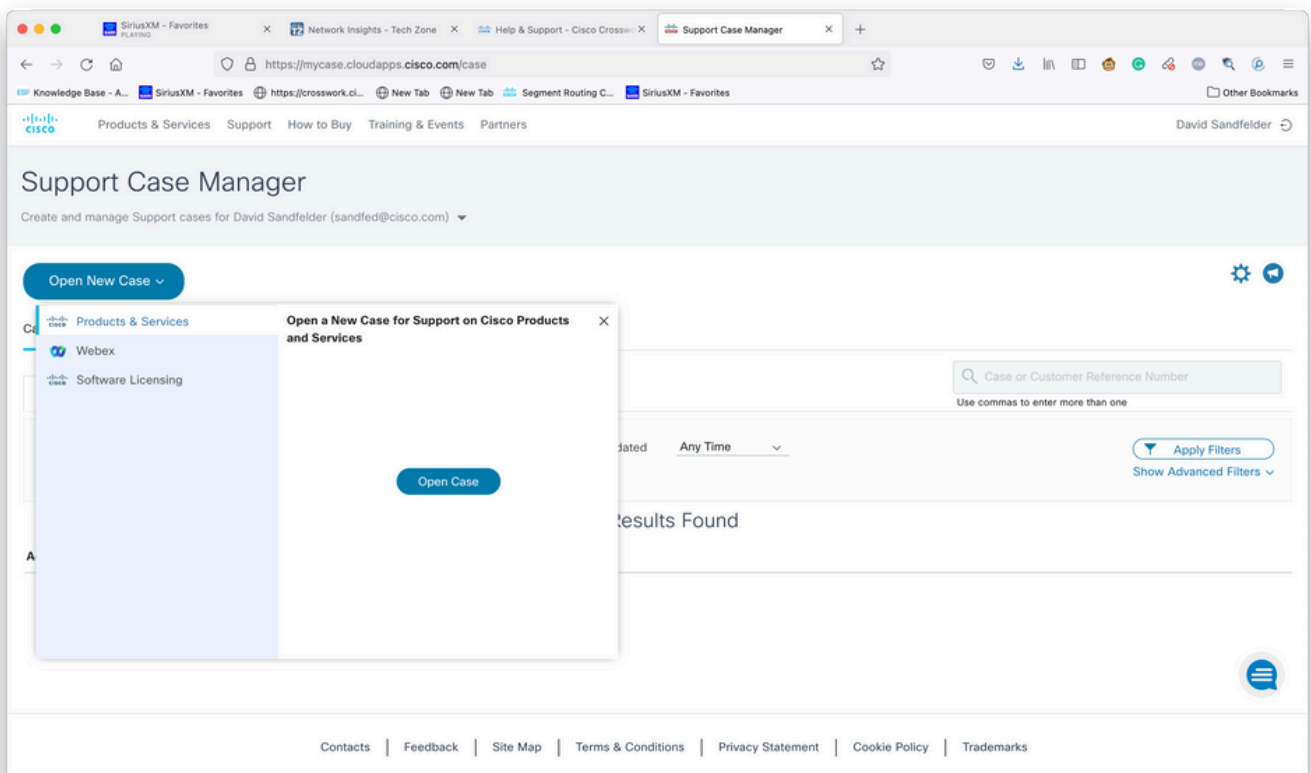 SiriusXM - Favorites
PLAYING
Network Insights - Tech Zone
Help & Support - Cisco Crosswo
Support Case Manager
https://mycase.cloudapps.cisco.com/case
Knowledge Base - A...
SiriusXM - Favorites
https://crosswork.ci...
New Tab
New Tab
Segment Routing C...
SiriusXM - Favorites
Other Bookmarks
CISCO
Products & Services
Support
How to Buy
Training & Events
Partners
David Sandfelder
Support Case Manager
Create and manage Support cases for David Sandfelder (sandfed@cisco.com)
Open New Case
Products & Services
Webex
Software Licensing
Open a New Case for Support on Cisco Products
and Services
Open Case
Case or Customer Reference Number
Use commas to enter more than one
dated
Any Time
Apply Filters
Show Advanced Filters
Results Found
Contacts
Feedback
Site Map
Terms & Conditions
Privacy Statement
Cookie Policy
Trademarks